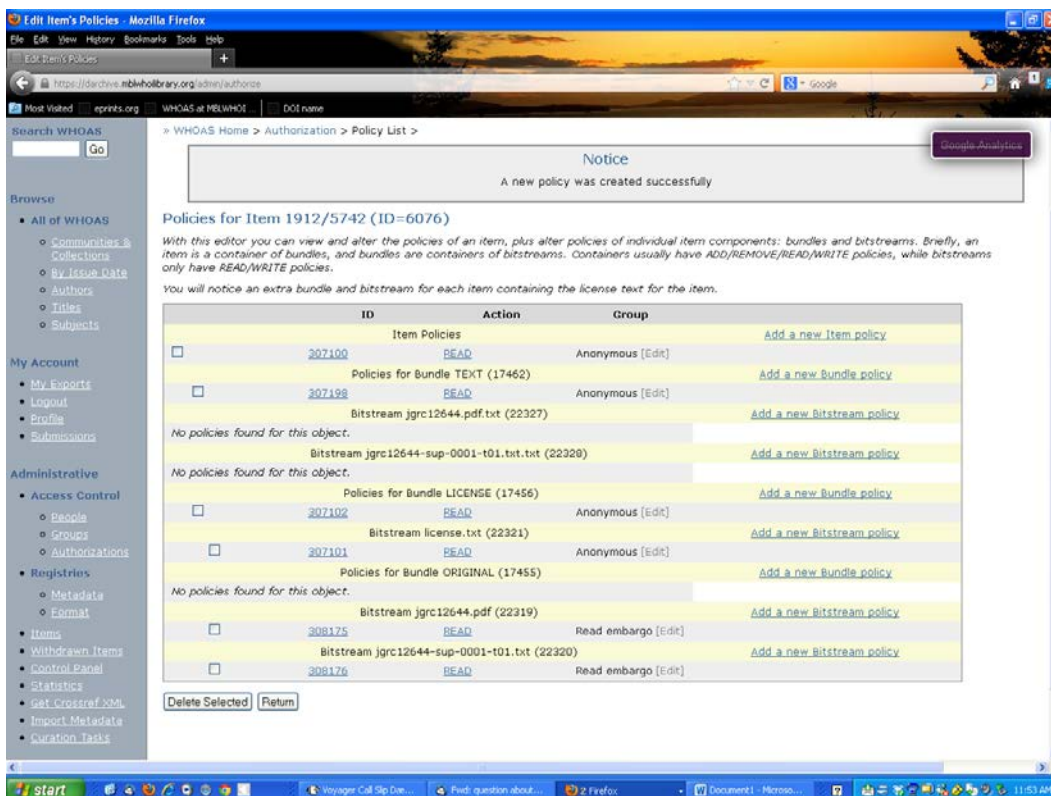 Edit Item's Policies - Mozilla Firefox
File Edit View History Bookmarks Tools Help
Edit Item's Policies
+
https://darchive.mblwhoilibrary.org/admin/authorize
Google
Most Visited eprints.org WHOAS at MBLWHOI ... DOI name
Search WHOAS
Go
Browse
All of WHOAS
Communities &
Collections
By Issue Date
Authors
Titles
Subjects
My Account
My Exports
Logout
Profile
Submissions
Administrative
Access Control
People
Groups
Authorizations
Registries
Metadata
Format
Items
Withdrawn Items
Control Panel
Statistics
Get Crossref XML
Import Metadata
Curation Tasks
» WHOAS Home > Authorization > Policy List >
Google Analytics
Notice
A new policy was created successfully
Policies for Item 1912/5742 (ID=6076)
With this editor you can view and alter the policies of an item, plus alter policies of individual item components: bundles and bitstreams. Briefly, an
item is a container of bundles, and bundles are containers of bitstreams. Containers usually have ADD/REMOVE/READ/WRITE policies, while bitstreams
only have READ/WRITE policies.
You will notice an extra bundle and bitstream for each item containing the license text for the item.
ID Action Group
Item Policies Add a new Item policy
307100 READ Anonymous [Edit]
Policies for Bundle TEXT (17462) Add a new Bundle policy
307198 READ Anonymous [Edit]
Bitstream jgrc12644.pdf.txt (22327) Add a new Bitstream policy
No policies found for this object.
Bitstream jgrc12644-sup-0001-t01.txt.txt (22328) Add a new Bitstream policy
No policies found for this object.
Policies for Bundle LICENSE (17456) Add a new Bundle policy
307102 READ Anonymous [Edit]
Bitstream license.txt (22321) Add a new Bitstream policy
307101 READ Anonymous [Edit]
Policies for Bundle ORIGINAL (17455) Add a new Bundle policy
No policies found for this object.
Bitstream jgrc12644.pdf (22319) Add a new Bitstream policy
308175 READ Read embargo [Edit]
Bitstream jgrc12644-sup-0001-t01.txt (22320) Add a new Bitstream policy
308176 READ Read embargo [Edit]
Delete Selected Return
start
Voyager Call Slip Dae...
Fwd: question about...
2 Firefox
Document1 - Microso...
11:53 AM